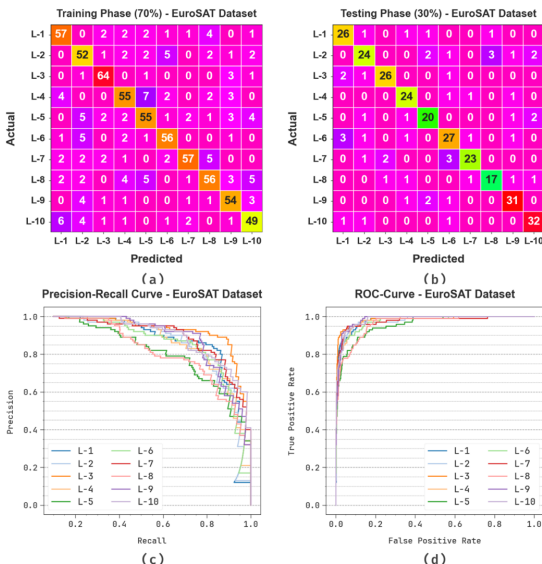 Training Phase (70%) - EuroSAT Dataset
Actual
L-1 57 0 2 2 2 1 1 4 0 1
L-2 0 52 2 2 2 5 0 2 2 0
L-3 0 1 64 0 1 0 0 0 3 1
L-4 4 0 0 55 7 2 0 2 3 0
L-5 0 5 0 2 55 1 2 1 3 4
L-6 1 5 0 2 1 56 0 0 2 0
L-7 2 2 2 1 0 2 57 5 0 0
L-8 2 2 0 4 5 0 1 56 3 5
L-9 0 4 1 1 1 0 0 0 54 3
L-10 6 4 1 1 0 1 2 0 1 49
L-1 L-2 L-3 L-4 L-5 L-6 L-7 L-8 L-9 L-10
Predicted
(a)
Testing Phase (30%) - EuroSAT Dataset
Actual
L-1 26 1 0 1 0 1 0 1 0 0
L-2 1 24 0 0 2 1 0 3 1 2
L-3 2 1 26 0 0 1 0 0 0 0
L-4 0 0 0 24 1 1 0 1 0 0
L-5 0 1 0 1 20 1 0 0 1 2
L-6 3 1 0 0 0 27 1 0 1 0
L-7 0 1 2 0 0 3 23 0 0 0
L-8 0 1 0 1 1 0 0 17 1 1
L-9 0 0 0 1 2 1 0 0 31 0
L-10 1 1 0 0 0 0 1 0 0 32
L-1 L-2 L-3 L-4 L-5 L-6 L-7 L-8 L-9 L-10
Predicted
(b)
Precision-Recall Curve - EuroSAT Dataset
Precision
1.0
0.8
0.6
0.4
0.2
0.0
L-1 L-6
L-2 L-7
L-3 L-8
L-4 L-9
L-5 L-10
0.2 0.4 0.6 0.8 1.0
Recall
(c)
ROC-Curve - EuroSAT Dataset
True Positive Rate
1.0
0.8
0.6
0.4
0.2
0.0
L-1 L-6
L-2 L-7
L-3 L-8
L-4 L-9
L-5 L-10
0.0 0.2 0.4 0.6 0.8 1.0
False Positive Rate
(d)